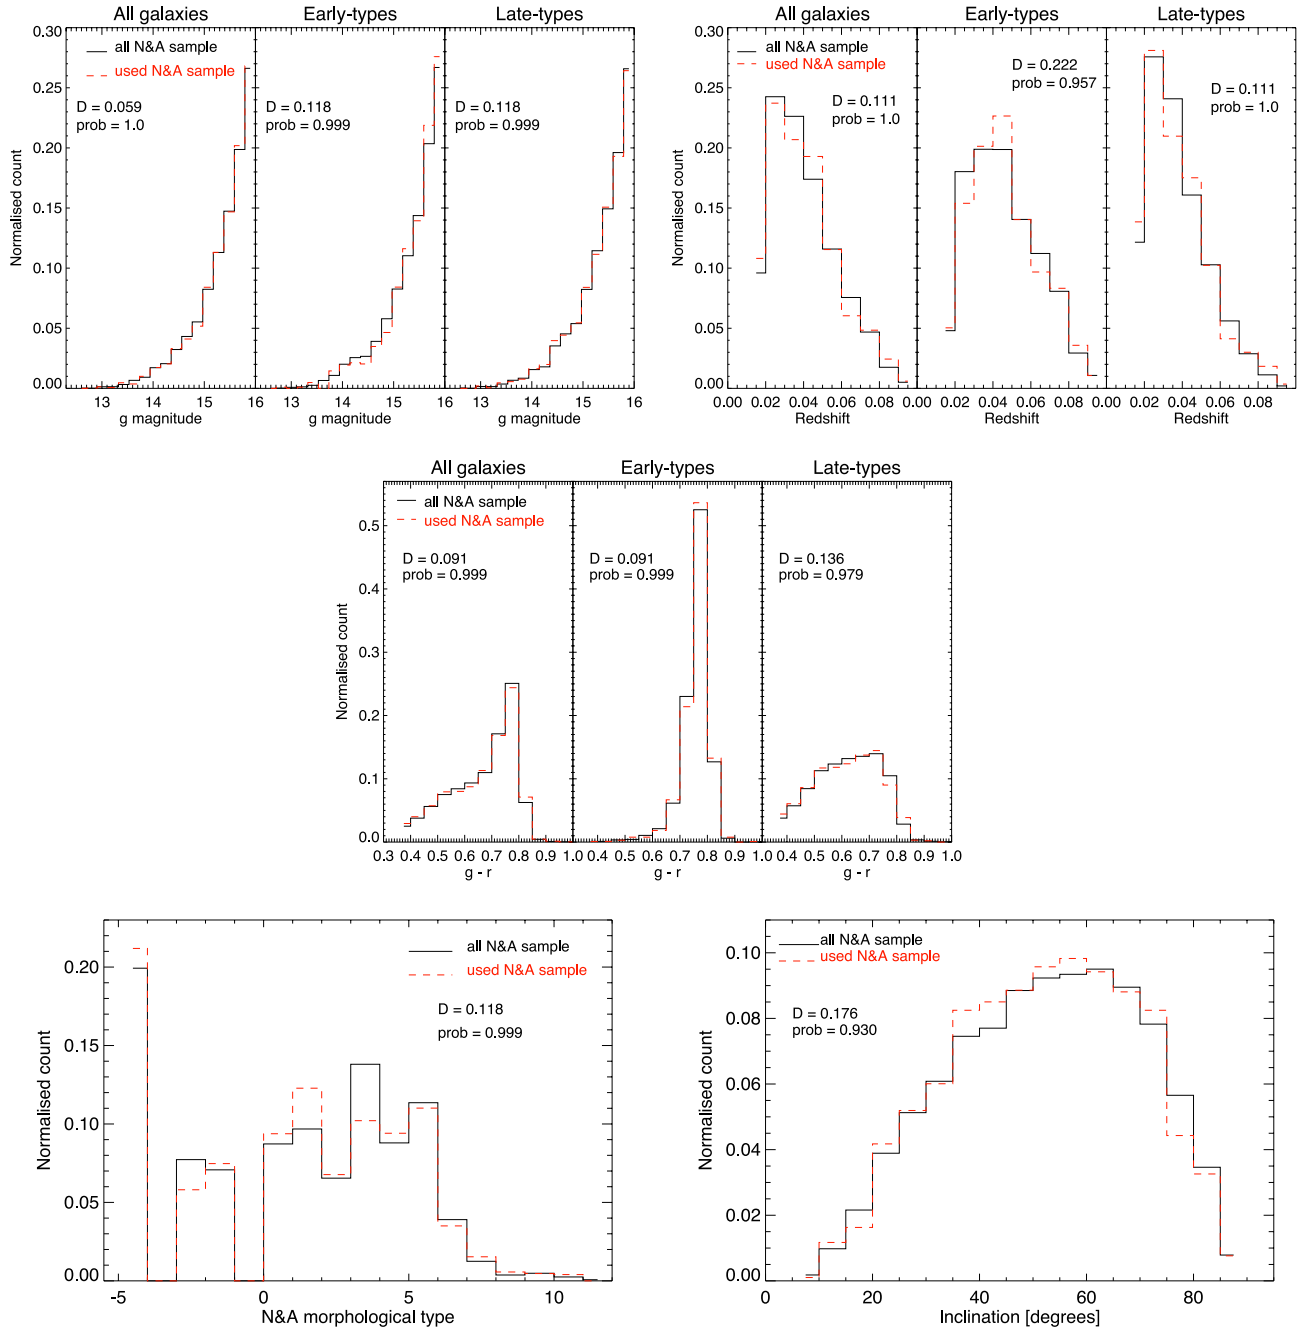 All galaxies Early-types Late-types
all N&A sample
used N&A sample
D = 0.059
prob = 1.0
D = 0.118
prob = 0.999
D = 0.118
prob = 0.999
Normalised count
0.30
0.25
0.20
0.15
0.10
0.05
0.00
13 14 15 16 13 14 15 16 13 14 15 16
g magnitude g magnitude g magnitude
All galaxies Early-types Late-types
all N&A sample
used N&A sample
D = 0.111
prob = 1.0
D = 0.222
prob = 0.957
D = 0.111
prob = 1.0
Normalised count
0.30
0.25
0.20
0.15
0.10
0.05
0.00
0.00 0.02 0.04 0.06 0.08 0.00 0.02 0.04 0.06 0.08 0.00 0.02 0.04 0.06 0.08
Redshift Redshift Redshift
All galaxies Early-types Late-types
all N&A sample
used N&A sample
D = 0.091
prob = 0.999
D = 0.091
prob = 0.999
D = 0.136
prob = 0.979
Normalised count
0.5
0.4
0.3
0.2
0.1
0.0
0.3 0.4 0.5 0.6 0.7 0.8 0.9 1.0 0.4 0.5 0.6 0.7 0.8 0.9 1.0 0.4 0.5 0.6 0.7 0.8 0.9 1.0
g - r g - r g - r
all N&A sample
used N&A sample
D = 0.118
prob = 0.999
Normalised count
0.20
0.15
0.10
0.05
0.00
-5 0 5 10
N&A morphological type
all N&A sample
used N&A sample
D = 0.176
prob = 0.930
Normalised count
0.10
0.08
0.06
0.04
0.02
0.00
0 20 40 60 80
Inclination [degrees]